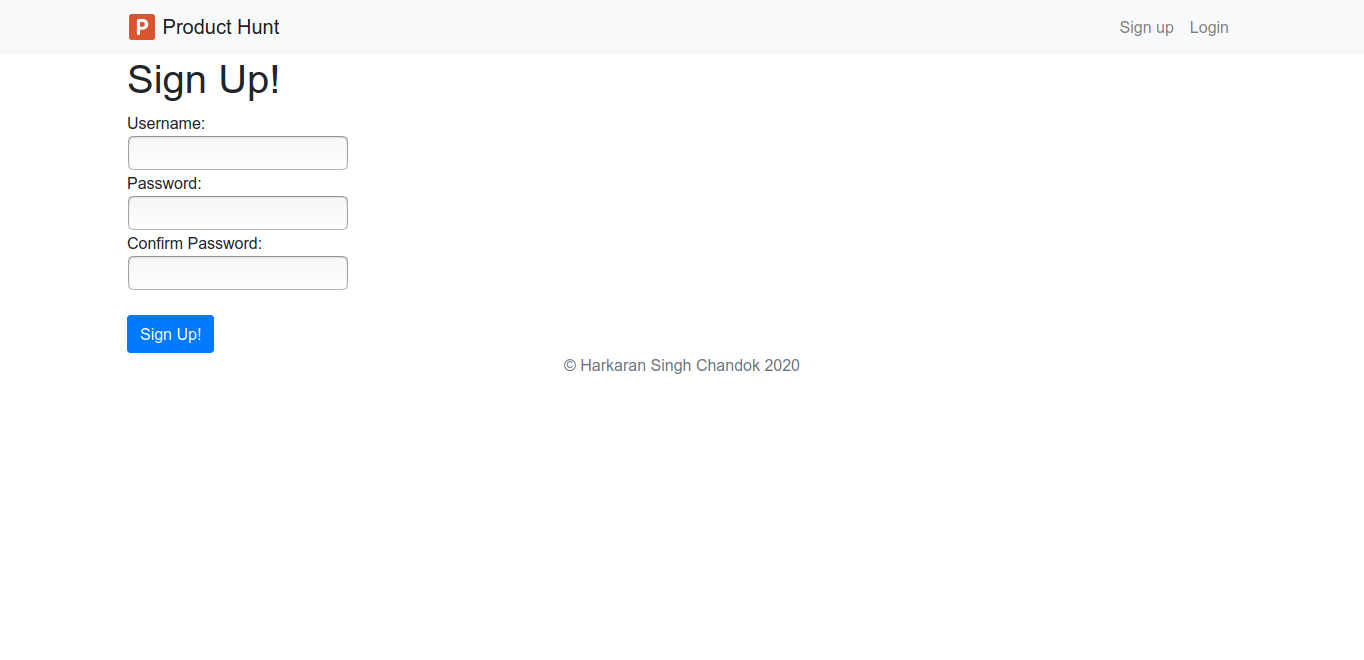 P Product Hunt Sign up Login
Sign Up!
Username:
Password:
Confirm Password:
Sign Up!
© Harkaran Singh Chandok 2020